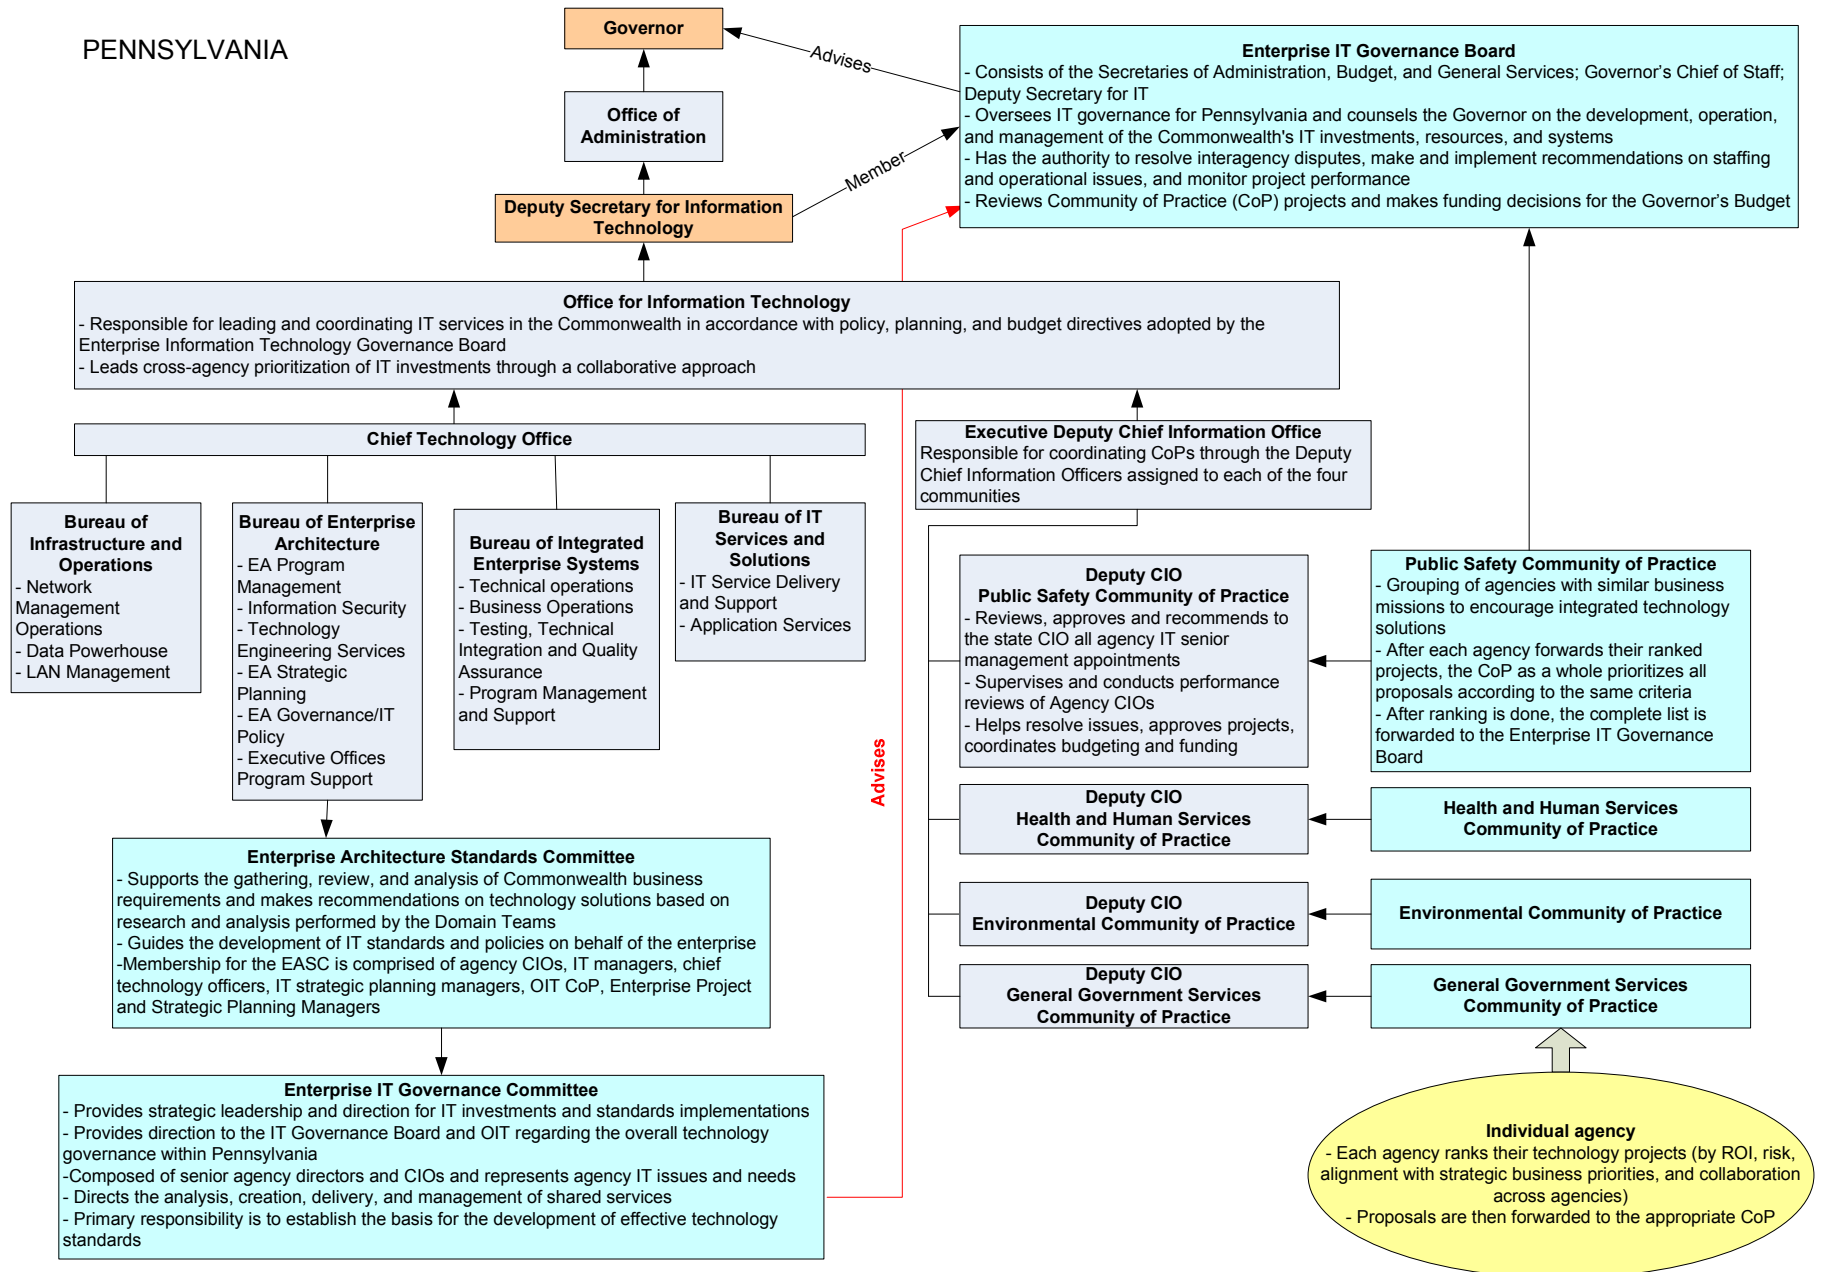 PENNSYLVANIA
Governor
Advises
Office of
Administration
Member
Deputy Secretary for Information
Technology
Enterprise IT Governance Board
- Consists of the Secretaries of Administration, Budget, and General Services; Governor's Chief of Staff;
Deputy Secretary for IT
- Oversees IT governance for Pennsylvania and counsels the Governor on the development, operation,
and management of the Commonwealth's IT investments, resources, and systems
- Has the authority to resolve interagency disputes, make and implement recommendations on staffing
and operational issues, and monitor project performance
- Reviews Community of Practice (CoP) projects and makes funding decisions for the Governor's Budget
Office for Information Technology
- Responsible for leading and coordinating IT services in the Commonwealth in accordance with policy, planning, and budget directives adopted by the
Enterprise Information Technology Governance Board
- Leads cross-agency prioritization of IT investments through a collaborative approach
Chief Technology Office
Executive Deputy Chief Information Office
Responsible for coordinating CoPs through the Deputy
Chief Information Officers assigned to each of the four
communities
Bureau of
Infrastructure and
Operations
- Network
Management
Operations
- Data Powerhouse
- LAN Management
Bureau of Enterprise
Architecture
- EA Program
Management
- Information Security
- Technology
Engineering Services
- EA Strategic
Planning
- EA Governance/IT
Policy
- Executive Offices
Program Support
Bureau of Integrated
Enterprise Systems
- Technical operations
- Business Operations
- Testing, Technical
Integration and Quality
Assurance
- Program Management
and Support
Bureau of IT
Services and
Solutions
- IT Service Delivery
and Support
- Application Services
Deputy CIO
Public Safety Community of Practice
- Reviews, approves and recommends to
the state CIO all agency IT senior
management appointments
- Supervises and conducts performance
reviews of Agency CIOs
- Helps resolve issues, approves projects,
coordinates budgeting and funding
Public Safety Community of Practice
- Grouping of agencies with similar business
missions to encourage integrated technology
solutions
- After each agency forwards their ranked
projects, the CoP as a whole prioritizes all
proposals according to the same criteria
- After ranking is done, the complete list is
forwarded to the Enterprise IT Governance
Board
Advises
Deputy CIO
Health and Human Services
Community of Practice
Health and Human Services
Community of Practice
Enterprise Architecture Standards Committee
- Supports the gathering, review, and analysis of Commonwealth business
requirements and makes recommendations on technology solutions based on
research and analysis performed by the Domain Teams
- Guides the development of IT standards and policies on behalf of the enterprise
-Membership for the EASC is comprised of agency CIOs, IT managers, chief
technology officers, IT strategic planning managers, OIT CoP, Enterprise Project
and Strategic Planning Managers
Deputy CIO
Environmental Community of Practice
Environmental Community of Practice
Deputy CIO
General Government Services
Community of Practice
General Government Services
Community of Practice
Enterprise IT Governance Committee
- Provides strategic leadership and direction for IT investments and standards implementations
- Provides direction to the IT Governance Board and OIT regarding the overall technology
governance within Pennsylvania
-Composed of senior agency directors and CIOs and represents agency IT issues and needs
- Directs the analysis, creation, delivery, and management of shared services
- Primary responsibility is to establish the basis for the development of effective technology
standards
Individual agency
- Each agency ranks their technology projects (by ROI, risk,
alignment with strategic business priorities, and collaboration
across agencies)
- Proposals are then forwarded to the appropriate CoP